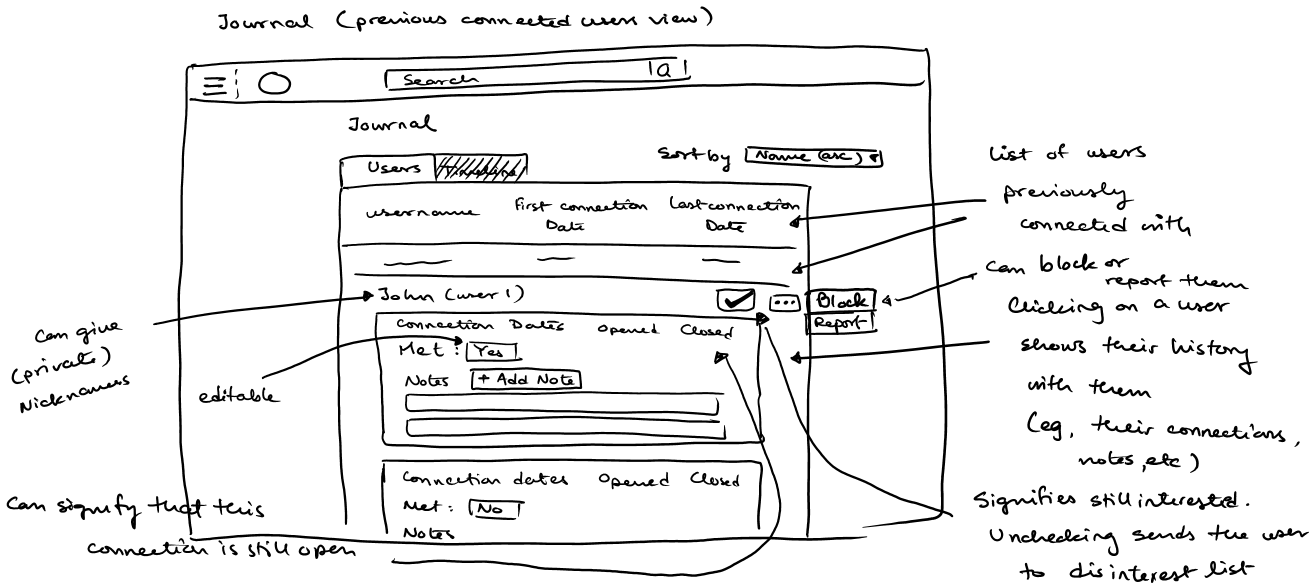 Journal (previous connected users view)
Search
Journal
Users Timeline
Sort by Name (asc)
username First connection Date Last connection Date
John (user 1)
Block
Report
Connection Dates Opened Closed
Met: Yes
Notes + Add Note
Connection dates Opened Closed
Met: No
Notes
Can give
(private)
Nicknames
editable
Can signify that this
connection is still open
List of users
previously
connected with
Can block or
report them
Clicking on a user
shows their history
with them
(eg, their connections,
notes, etc)
Signifies still interested.
Unchecking sends the user
to disinterest list